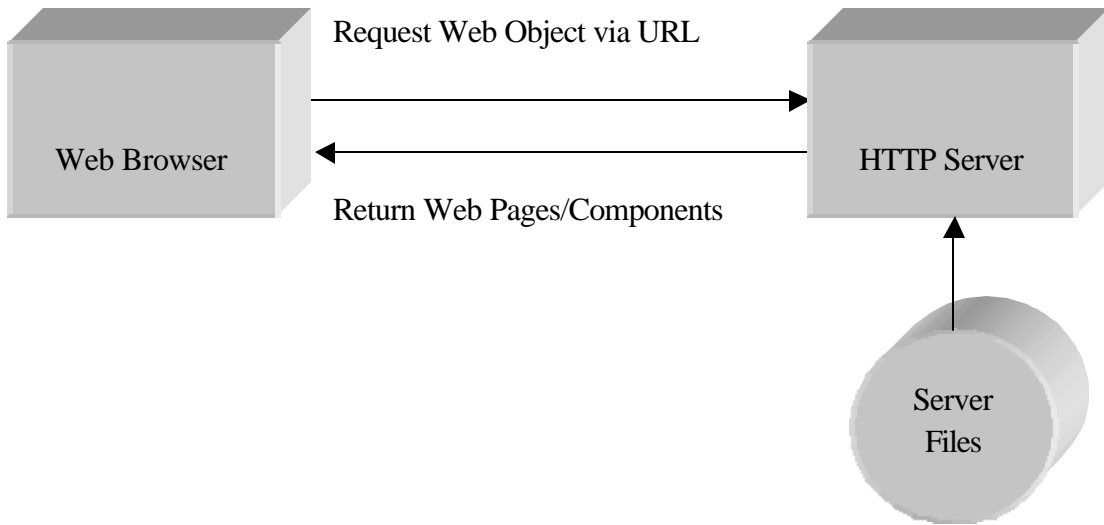 Request Web Object via URL
Web Browser
HTTP Server
Return Web Pages/Components
Server
Files